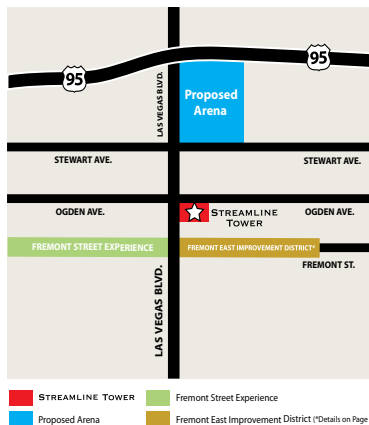 95
95
LAS VEGAS BLVD.
Proposed
Arena
STEWART AVE.
STEWART AVE.
OGDEN AVE.
STREAMLINE
TOWER
OGDEN AVE.
FREMONT STREET EXPERIENCE
FREMONT EAST IMPROVEMENT DISTRICT*
FREMONT ST.
LAS VEGAS BLVD.
STREAMLINE TOWER
Fremont Street Experience
Proposed Arena
Fremont East Improvement District (*Details on Page